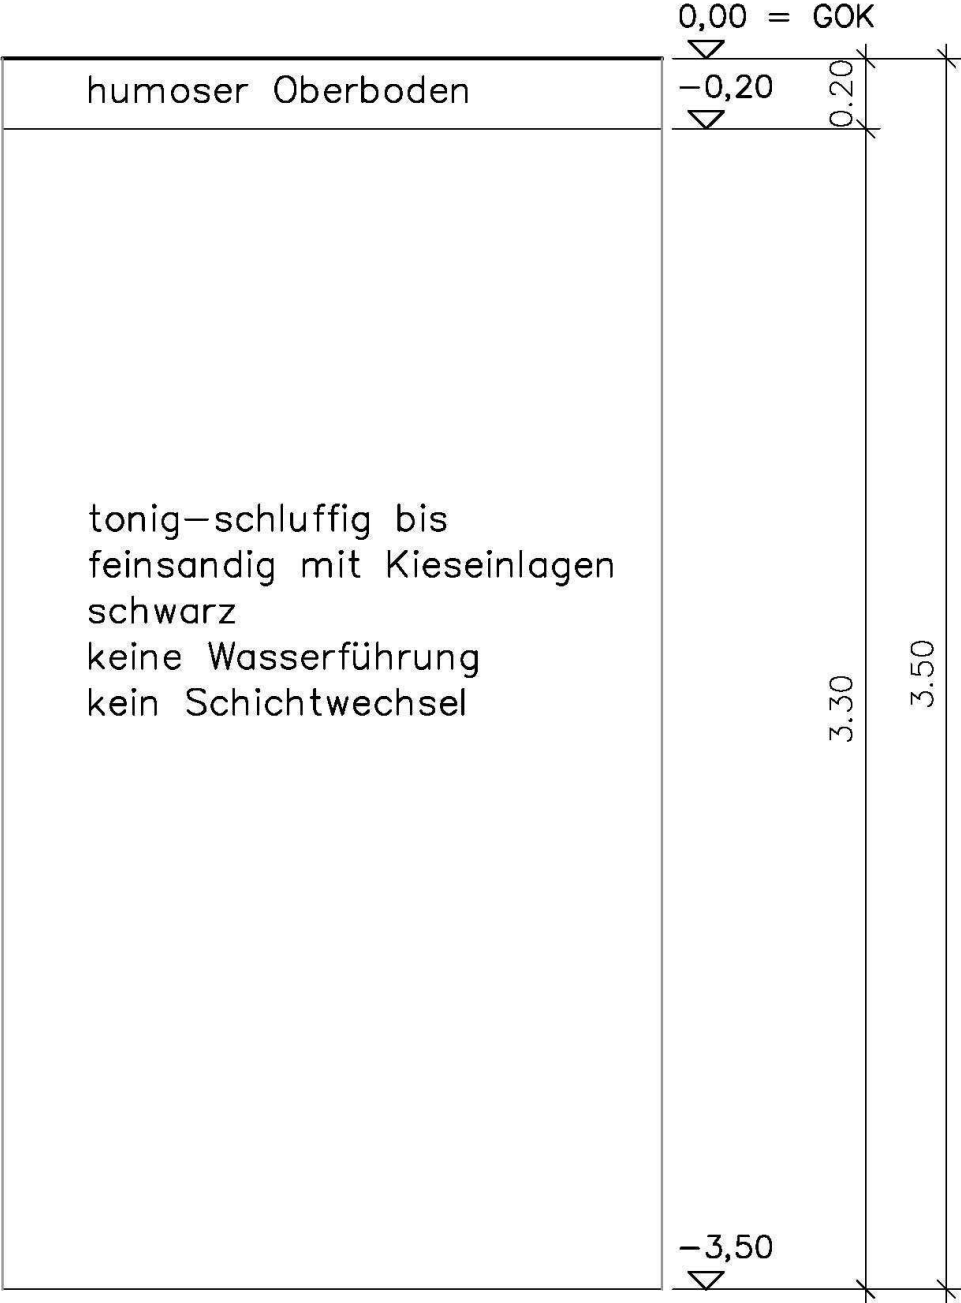 0,00 = GOK
humoser Oberboden
-0,20
0.20
tonig-schluffig bis
feinsandig mit Kieseinlagen
schwarz
keine Wasserführung
kein Schichtwechsel
3.30
3.50
-3,50